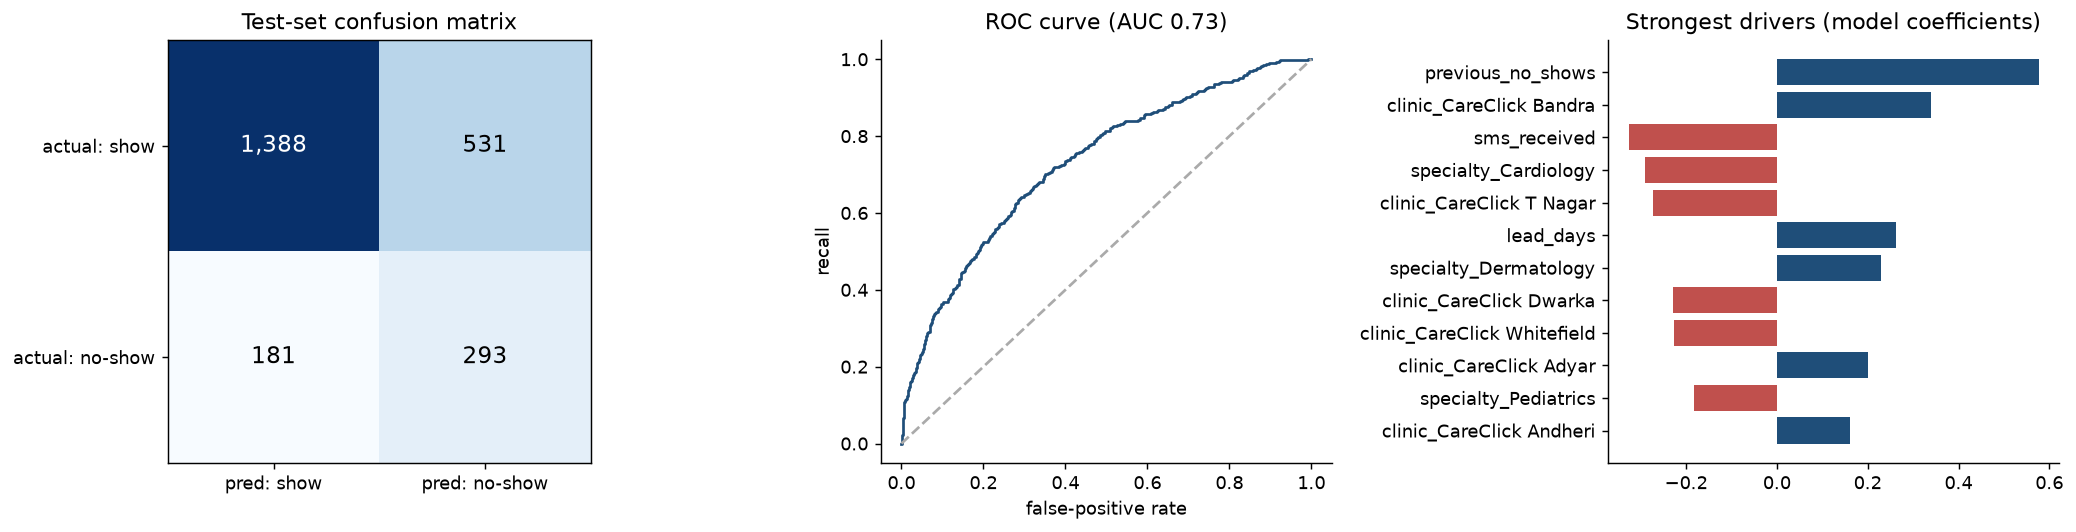 Test-set confusion matrix
actual: show
1,388
531
actual: no-show
181
293
pred: show
pred: no-show
ROC curve (AUC 0.73)
recall
1.0
0.8
0.6
0.4
0.2
0.0
0.0
0.2
0.4
0.6
0.8
1.0
false-positive rate
Strongest drivers (model coefficients)
previous_no_shows
clinic_CareClick Bandra
sms_received
specialty_Cardiology
clinic_CareClick T Nagar
lead_days
specialty_Dermatology
clinic_CareClick Dwarka
clinic_CareClick Whitefield
clinic_CareClick Adyar
specialty_Pediatrics
clinic_CareClick Andheri
−0.2
0.0
0.2
0.4
0.6